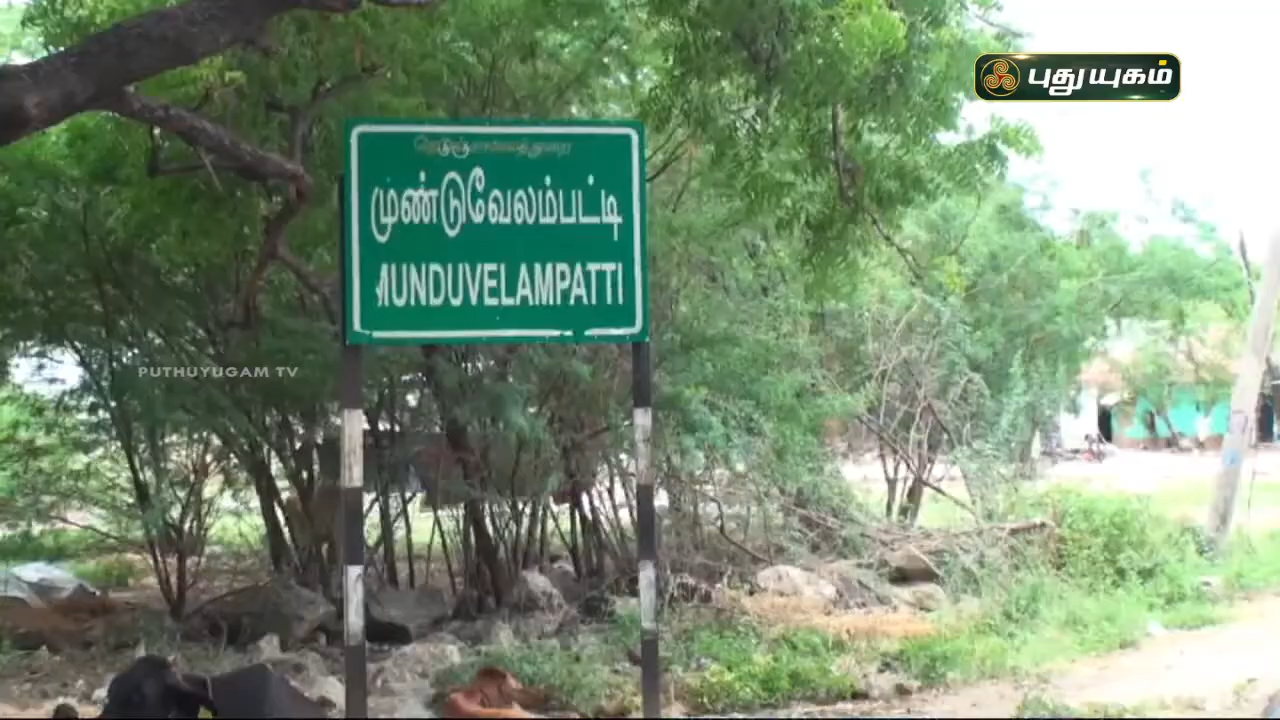 புதுயுகம்
நெடுஞ்சாலைத்துறை
முண்டுவேலம்பட்டி
MUNDUVELAMPATTI
PUTHUYUGAM TV